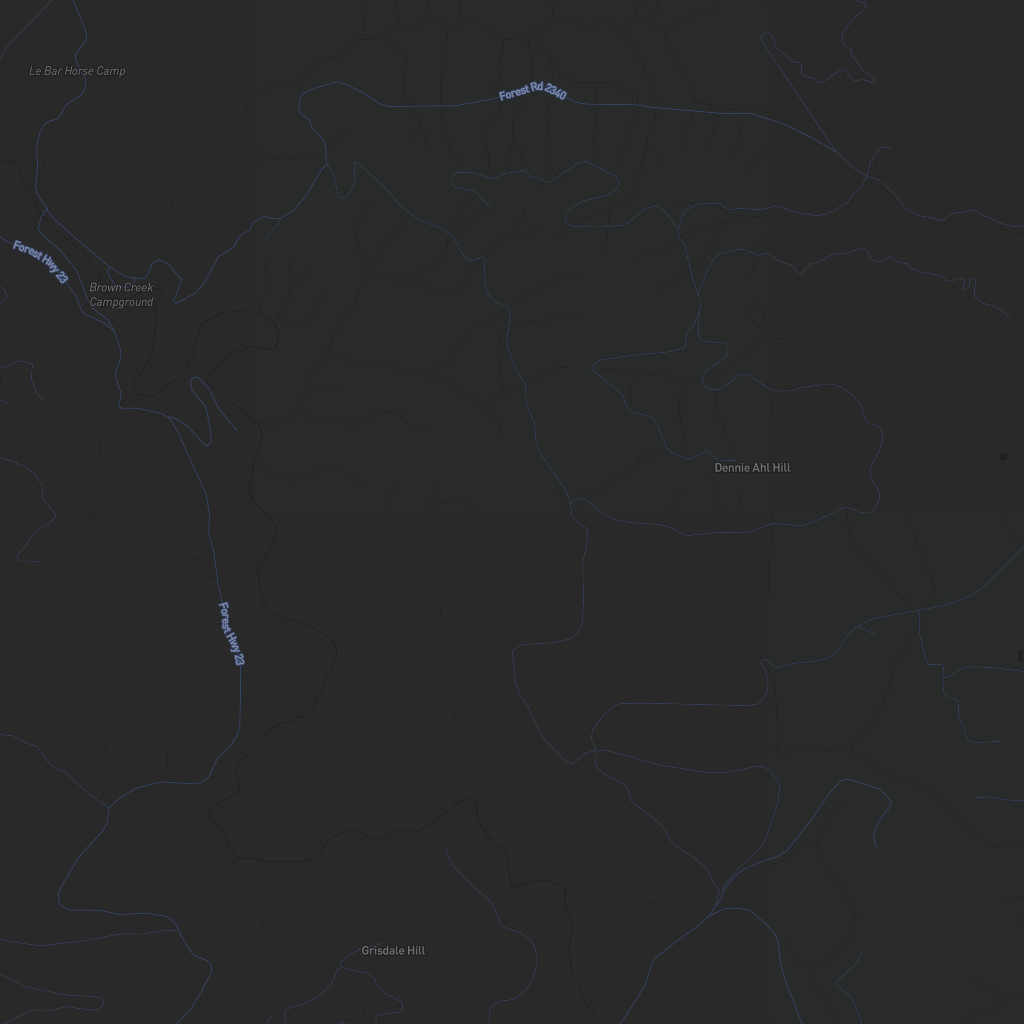 Le Bar Horse Camp
Forest Rd 2340
Forest Hwy 23
Brown Creek
Campground
Dennie Ahl Hill
Forest Hwy 23
Grisdale Hill